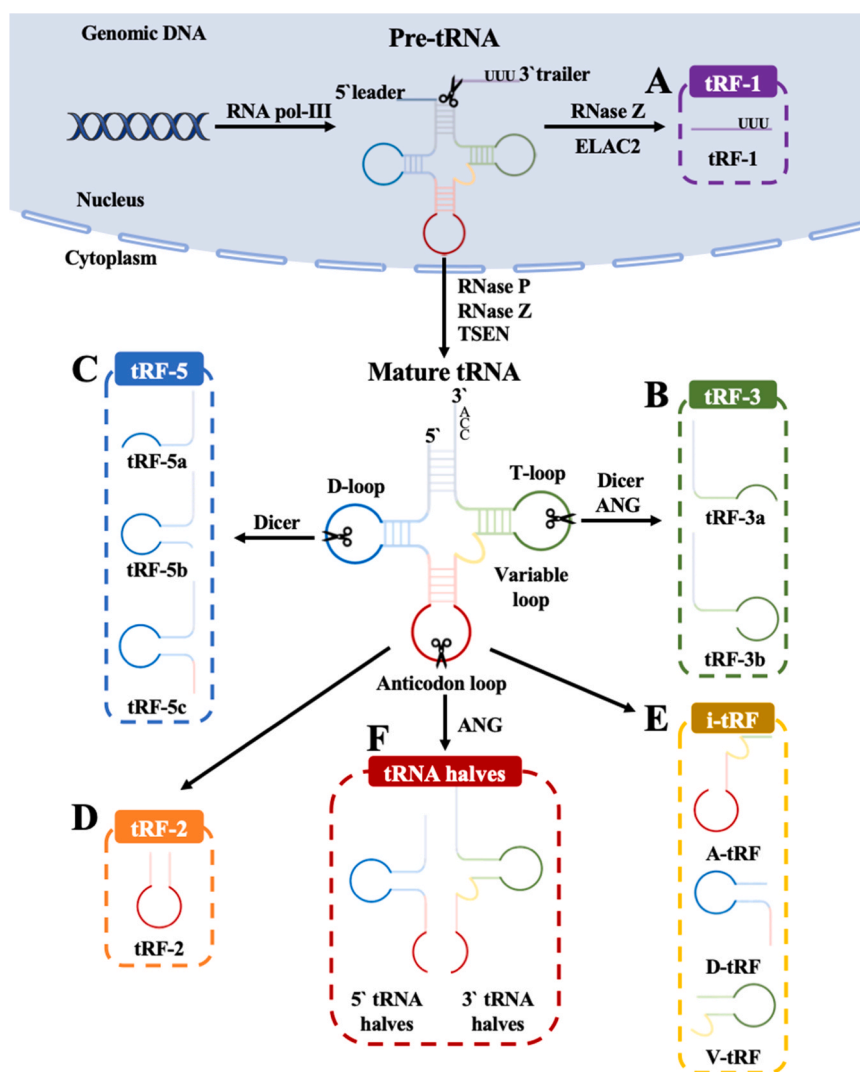 Genomic DNA
Pre-tRNA
UUU 3`trailer
5`leader
RNA pol-III
RNase Z
ELAC2
A
tRF-1
UUU
tRF-1
Nucleus
Cytoplasm
RNase P
RNase Z
TSEN
Mature tRNA
3`
A
C
C
5`
C
tRF-5
tRF-5a
tRF-5b
tRF-5c
D-loop
Dicer
T-loop
Dicer
ANG
Variable
loop
B
tRF-3
tRF-3a
tRF-3b
Anticodon loop
ANG
D
tRF-2
tRF-2
F
tRNA halves
5` tRNA
halves
3` tRNA
halves
E
i-tRF
A-tRF
D-tRF
V-tRF